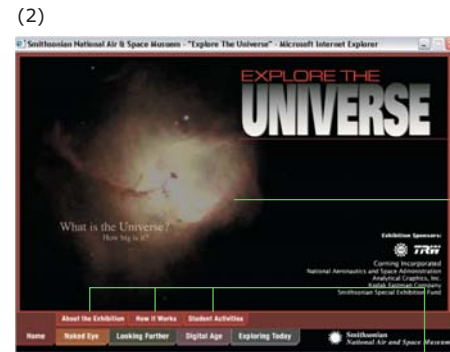 (2)
Smithsonian National Air & Space Museum - "Explore The Universe" - Microsoft Internet Explorer
EXPLORE THE
UNIVERSE
What is the Universe?
How big is it?
Exhibition Sponsors:
TRW
Corning Incorporated
National Aeronautics and Space Administration
Analytical Graphics, Inc.
Kodak Eastman Company
Smithsonian Special Exhibition Fund
About the Exhibition How it Works Student Activities
Home Naked Eye Looking Further Digital Age Exploring Today
Smithsonian
National Air and Space Museum